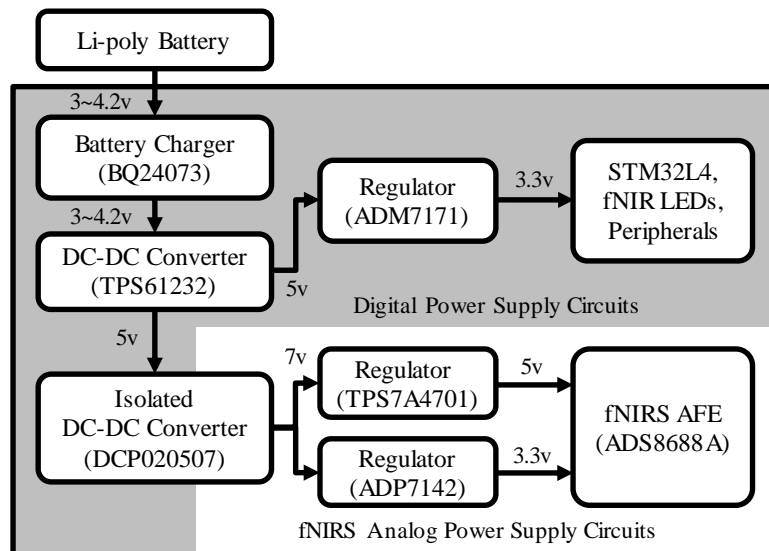 Li-poly Battery
3~4.2v
Battery Charger
(BQ24073)
3~4.2v
DC-DC Converter
(TPS61232)
5v
Regulator
(ADM7171)
3.3v
STM32L4,
fNIR LEDs,
Peripherals
Digital Power Supply Circuits
5v
Isolated
DC-DC Converter
(DCP020507)
7v
Regulator
(TPS7A4701)
5v
Regulator
(ADP7142)
3.3v
fNIRS AFE
(ADS8688A)
fNIRS Analog Power Supply Circuits